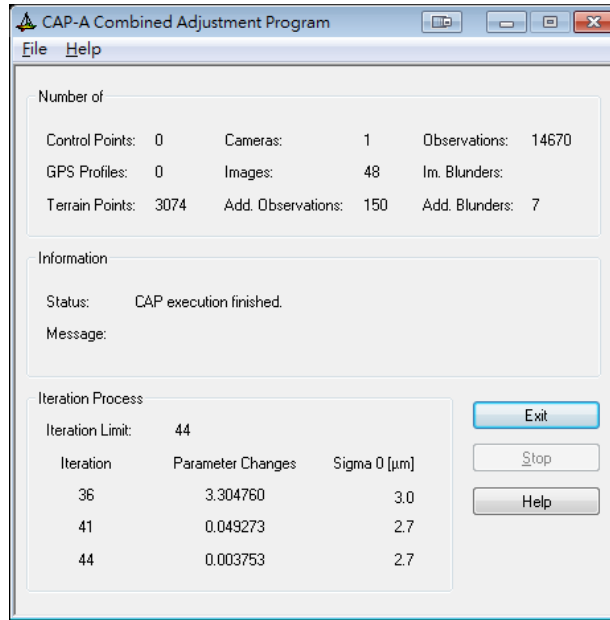 CAP-A Combined Adjustment Program
File Help
Number of
Control Points: 0 Cameras: 1 Observations: 14670
GPS Profiles: 0 Images: 48 Im. Blunders:
Terrain Points: 3074 Add. Observations: 150 Add. Blunders: 7
Information
Status: CAP execution finished.
Message:
Iteration Process
Iteration Limit: 44
Iteration Parameter Changes Sigma 0 [µm]
36 3.304760 3.0
41 0.049273 2.7
44 0.003753 2.7
Exit
Stop
Help